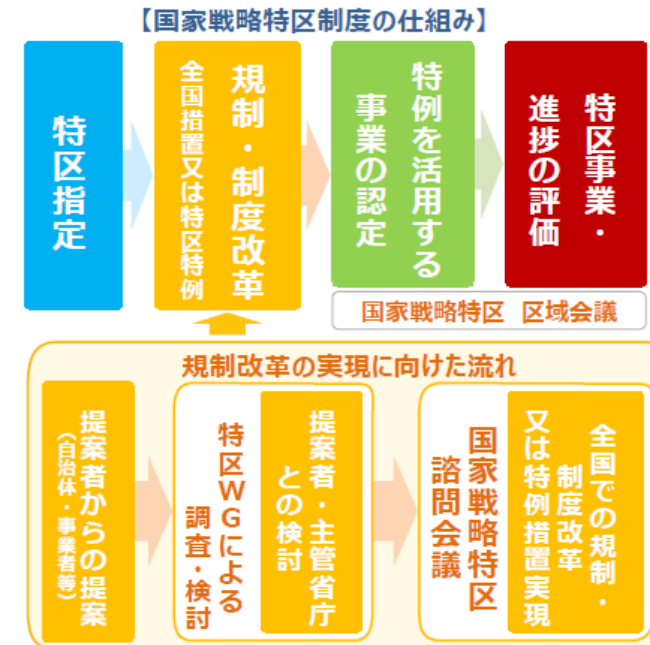 【国家戦略特区制度の仕組み】
特区指定
規制・制度改革
全国措置又は特区特例
特例を活用する
事業の認定
特区事業・
進捗の評価
国家戦略特区 区域会議
規制改革の実現に向けた流れ
提案者からの提案
（自治体・事業者等）
特区WGによる
調査・検討
提案者・主管省庁
との検討
国家戦略特区
諮問会議
全国での規制・
制度改革
又は特例措置実現